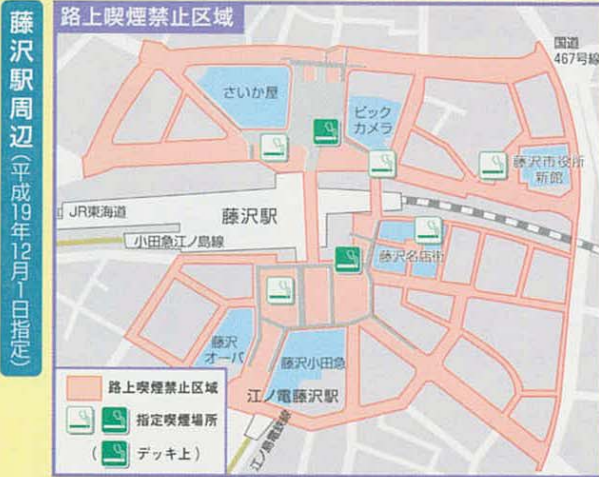 藤沢駅周辺(平成19年12月1日指定)
路上喫煙禁止区域
国道
467号線
さいか屋
ビック
カメラ
藤沢市役所
新館
JR東海道
藤沢駅
小田急江ノ島線
藤沢名店街
藤沢
オーパ
藤沢小田急
江ノ電藤沢駅
江ノ島電鉄線
路上喫煙禁止区域
指定喫煙場所
( デッキ上)